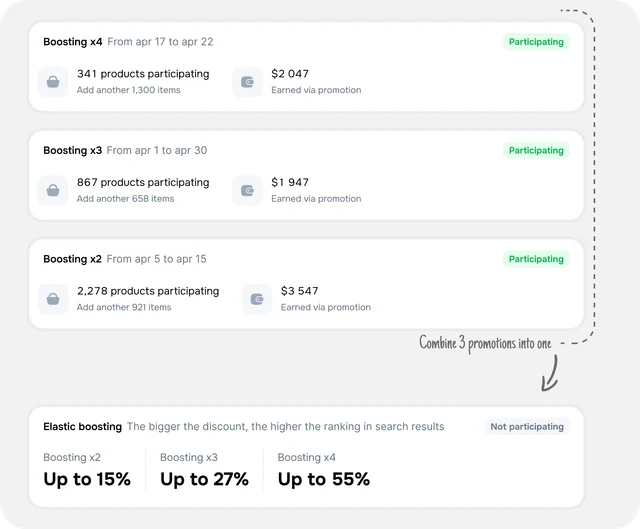 Boosting x4 From apr 17 to apr 22 Participating
341 products participating $2 047
Add another 1,300 items Earned via promotion
Boosting x3 From apr 1 to apr 30 Participating
867 products participating $1 947
Add another 658 items Earned via promotion
Boosting x2 From apr 5 to apr 15 Participating
2,278 products participating $3 547
Add another 921 items Earned via promotion
Combine 3 promotions into one
Elastic boosting The bigger the discount, the higher the ranking in search results Not participating
Boosting x2 Boosting x3 Boosting x4
Up to 15% Up to 27% Up to 55%